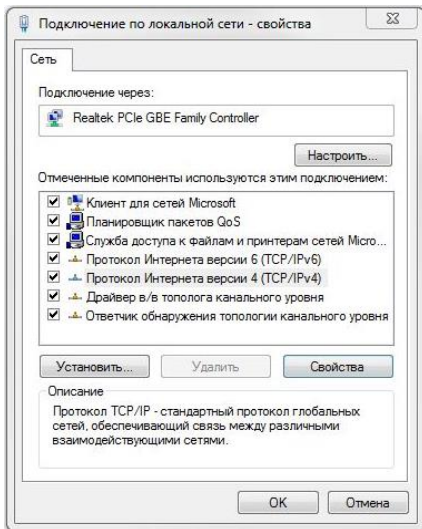 Подключение по локальной сети - свойства
Сеть
Подключение через:
Realtek PCIe GBE Family Controller
Настроить...
Отмеченные компоненты используются этим подключением:
Клиент для сетей Microsoft
Планировщик пакетов QoS
Служба доступа к файлам и принтерам сетей Micro...
Протокол Интернета версии 6 (TCP/IPv6)
Протокол Интернета версии 4 (TCP/IPv4)
Драйвер в/в тополога канального уровня
Ответчик обнаружения топологии канального уровня
Установить...
Удалить
Свойства
Описание
Протокол TCP/IP - стандартный протокол глобальных
сетей, обеспечивающий связь между различными
взаимодействующими сетями.
OK
Отмена